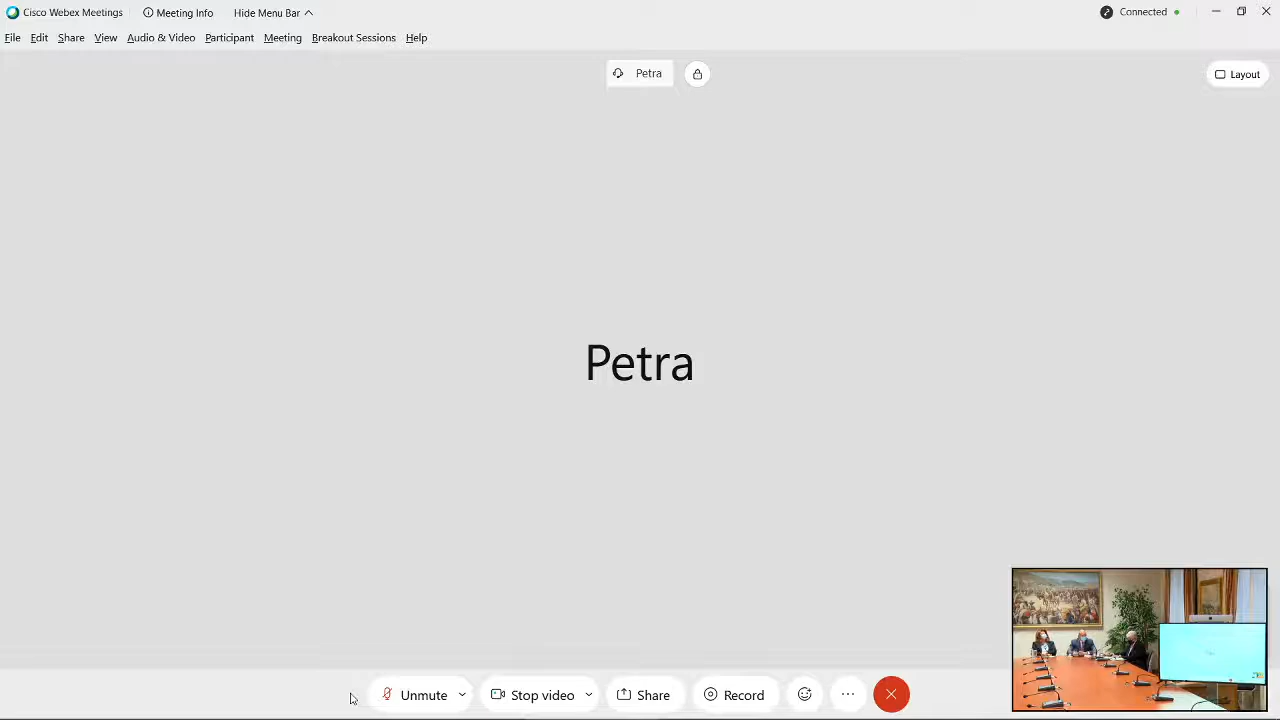 Cisco Webex Meetings Meeting Info Hide Menu Bar Connected
File Edit Share View Audio & Video Participant Meeting Breakout Sessions Help
Petra Layout
Petra
Unmute Stop video Share Record